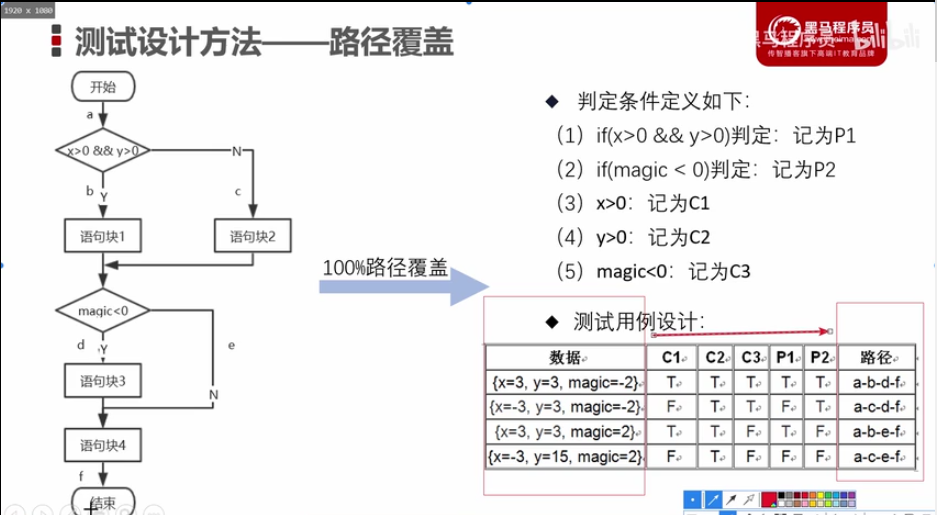 1920 x 1080
测试设计方法——路径覆盖
黑马程序员
传智播客旗下高端IT教育品牌
黑马程序员
bilibili
开始
a
x>0 && y>0
N
b
Y
c
语句块1
语句块2
magic<0
d
Y
e
语句块3
N
语句块4
f
结束
100%路径覆盖
◆ 判定条件定义如下：
（1）if(x>0 && y>0)判定：记为P1
（2）if(magic < 0)判定：记为P2
（3）x>0：记为C1
（4）y>0：记为C2
（5）magic<0：记为C3
◆ 测试用例设计：
数据 C1 C2 C3 P1 P2 路径
{x=3, y=3, magic=-2} T T T T T a-b-d-f
{x=-3, y=3, magic=-2} F T T F T a-c-d-f
{x=3, y=3, magic=2} T T F T F a-b-e-f
{x=-3, y=15, magic=2} F T F F F a-c-e-f